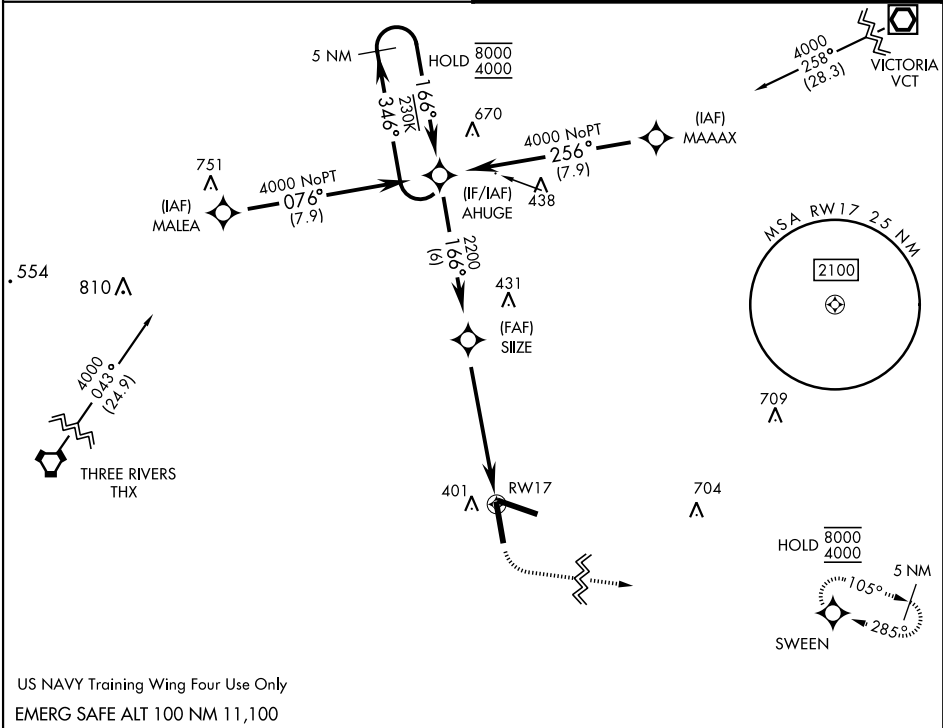 5 NM
HOLD 8000
4000
166°
230K
346°
670
4000
258°
(28.3)
VICTORIA
VCT
(IAF)
MAAAX
4000 NoPT
256°
(7.9)
438
(IF/IAF)
AHUGE
751
4000 NoPT
076°
(7.9)
(IAF)
MALEA
2200
166°
(6)
MSA RW17 25 NM
2100
554
810
431
(FAF)
SIIZE
4000
043°
(24.9)
THREE RIVERS
THX
709
401
RW17
704
HOLD 8000
4000
5 NM
105°
285°
SWEEN
US NAVY Training Wing Four Use Only
EMERG SAFE ALT 100 NM 11,100